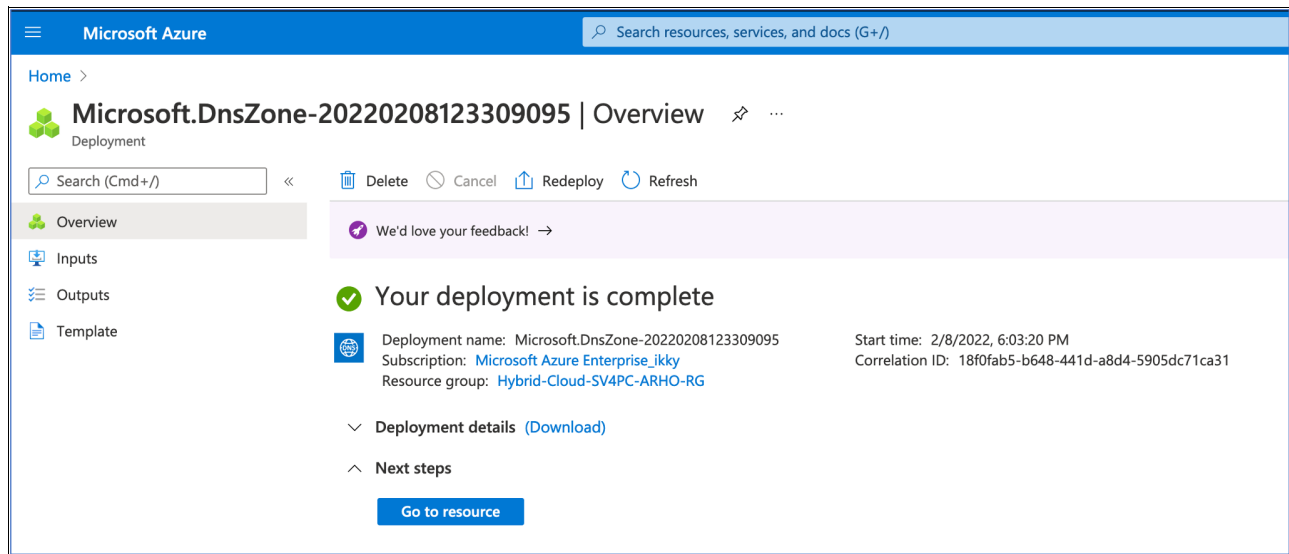 Microsoft Azure
Search resources, services, and docs (G+/)
Home >
Microsoft.DnsZone-20220208123309095 | Overview
Deployment
Search (Cmd+/)
«
Delete Cancel Redeploy Refresh
Overview
We'd love your feedback! →
Inputs
Outputs
Template
Your deployment is complete
DNS
Deployment name: Microsoft.DnsZone-20220208123309095
Subscription: Microsoft Azure Enterprise_ikky
Resource group: Hybrid-Cloud-SV4PC-ARHO-RG
Start time: 2/8/2022, 6:03:20 PM
Correlation ID: 18f0fab5-b648-441d-a8d4-5905dc71ca31
Deployment details (Download)
Next steps
Go to resource